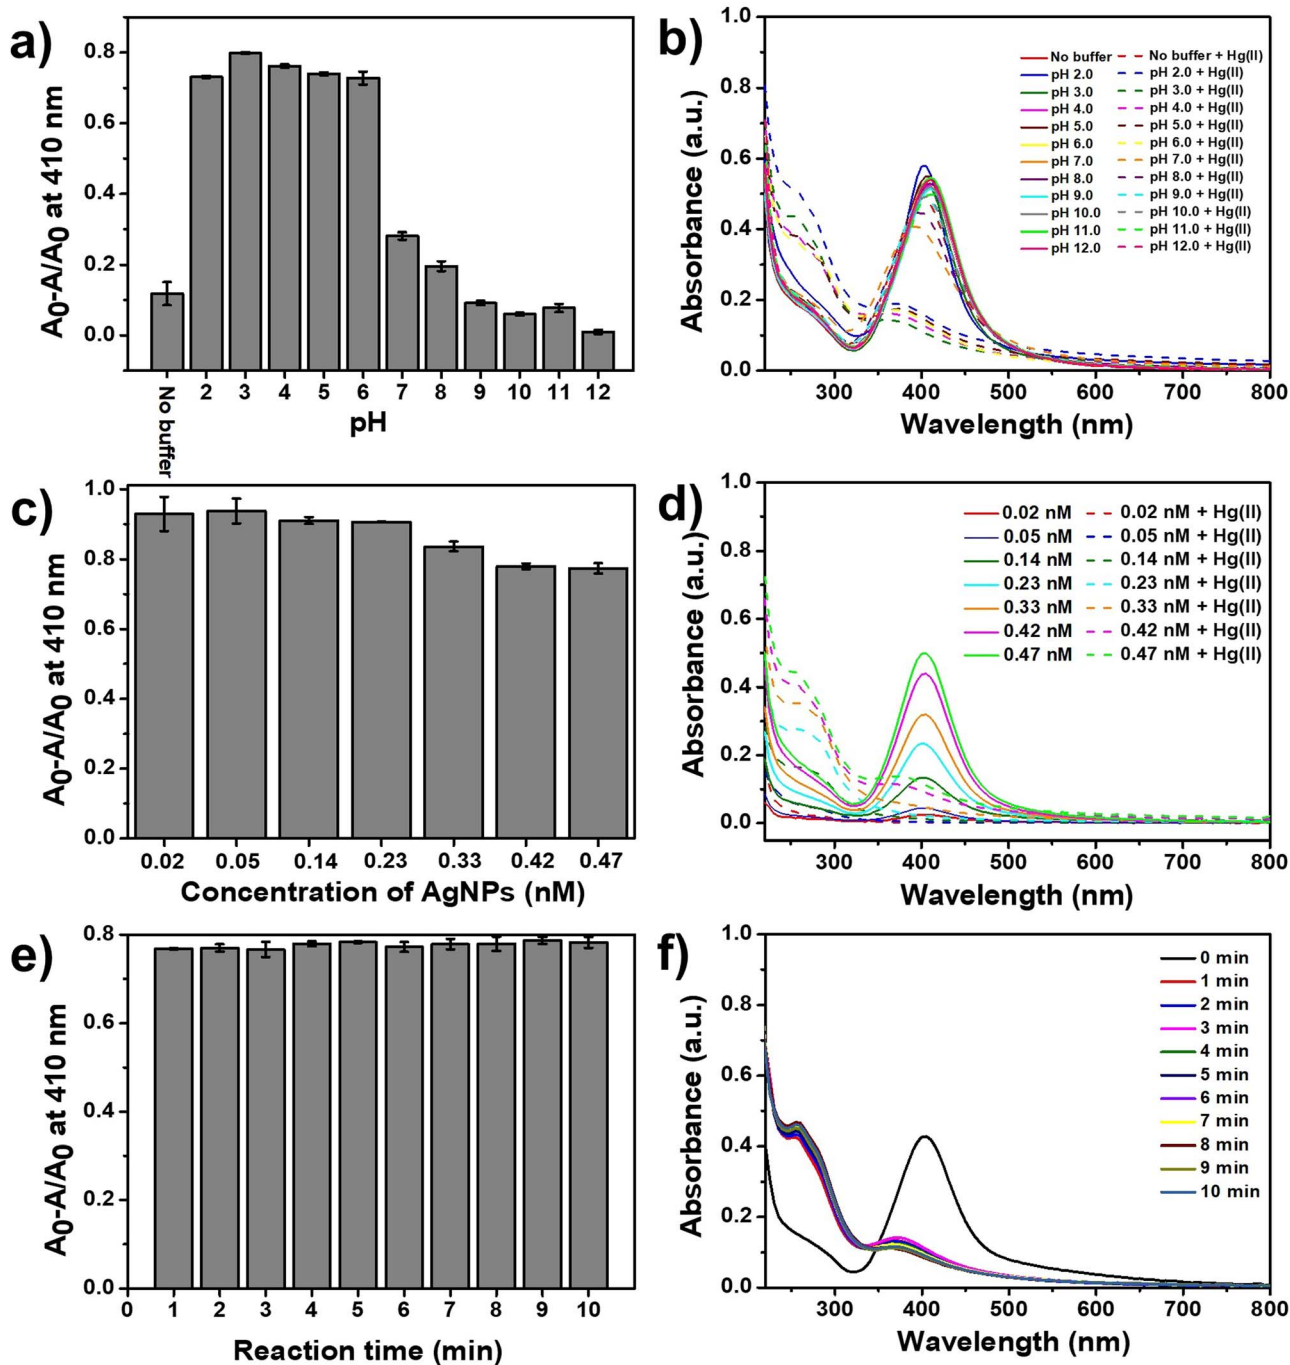 a)
A₀-A/A₀ at 410 nm
0.8
0.6
0.4
0.2
0.0
No buffer 2 3 4 5 6 7 8 9 10 11 12
pH
b)
Absorbance (a.u.)
1.0
0.8
0.6
0.4
0.2
0.0
No buffer No buffer + Hg(II)
pH 2.0 pH 2.0 + Hg(II)
pH 3.0 pH 3.0 + Hg(II)
pH 4.0 pH 4.0 + Hg(II)
pH 5.0 pH 5.0 + Hg(II)
pH 6.0 pH 6.0 + Hg(II)
pH 7.0 pH 7.0 + Hg(II)
pH 8.0 pH 8.0 + Hg(II)
pH 9.0 pH 9.0 + Hg(II)
pH 10.0 pH 10.0 + Hg(II)
pH 11.0 pH 11.0 + Hg(II)
pH 12.0 pH 12.0 + Hg(II)
300 400 500 600 700 800
Wavelength (nm)
c)
A₀-A/A₀ at 410 nm
1.0
0.8
0.6
0.4
0.2
0.0
0.02 0.05 0.14 0.23 0.33 0.42 0.47
Concentration of AgNPs (nM)
d)
Absorbance (a.u.)
1.0
0.8
0.6
0.4
0.2
0.0
0.02 nM 0.02 nM + Hg(II)
0.05 nM 0.05 nM + Hg(II)
0.14 nM 0.14 nM + Hg(II)
0.23 nM 0.23 nM + Hg(II)
0.33 nM 0.33 nM + Hg(II)
0.42 nM 0.42 nM + Hg(II)
0.47 nM 0.47 nM + Hg(II)
300 400 500 600 700 800
Wavelength (nm)
e)
A₀-A/A₀ at 410 nm
0.8
0.6
0.4
0.2
0.0
0 1 2 3 4 5 6 7 8 9 10
Reaction time (min)
f)
Absorbance (a.u.)
1.0
0.8
0.6
0.4
0.2
0.0
0 min
1 min
2 min
3 min
4 min
5 min
6 min
7 min
8 min
9 min
10 min
300 400 500 600 700 800
Wavelength (nm)